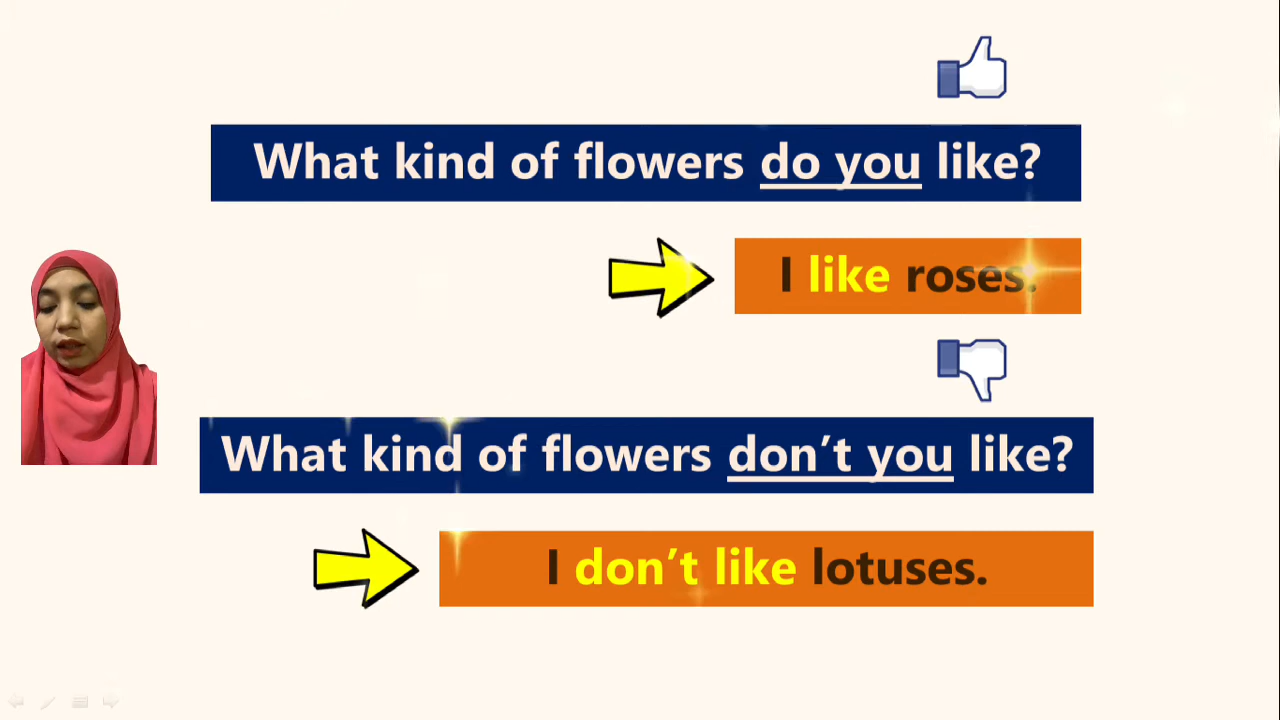 What kind of flowers do you like?
I like roses.
What kind of flowers don’t you like?
I don’t like lotuses.